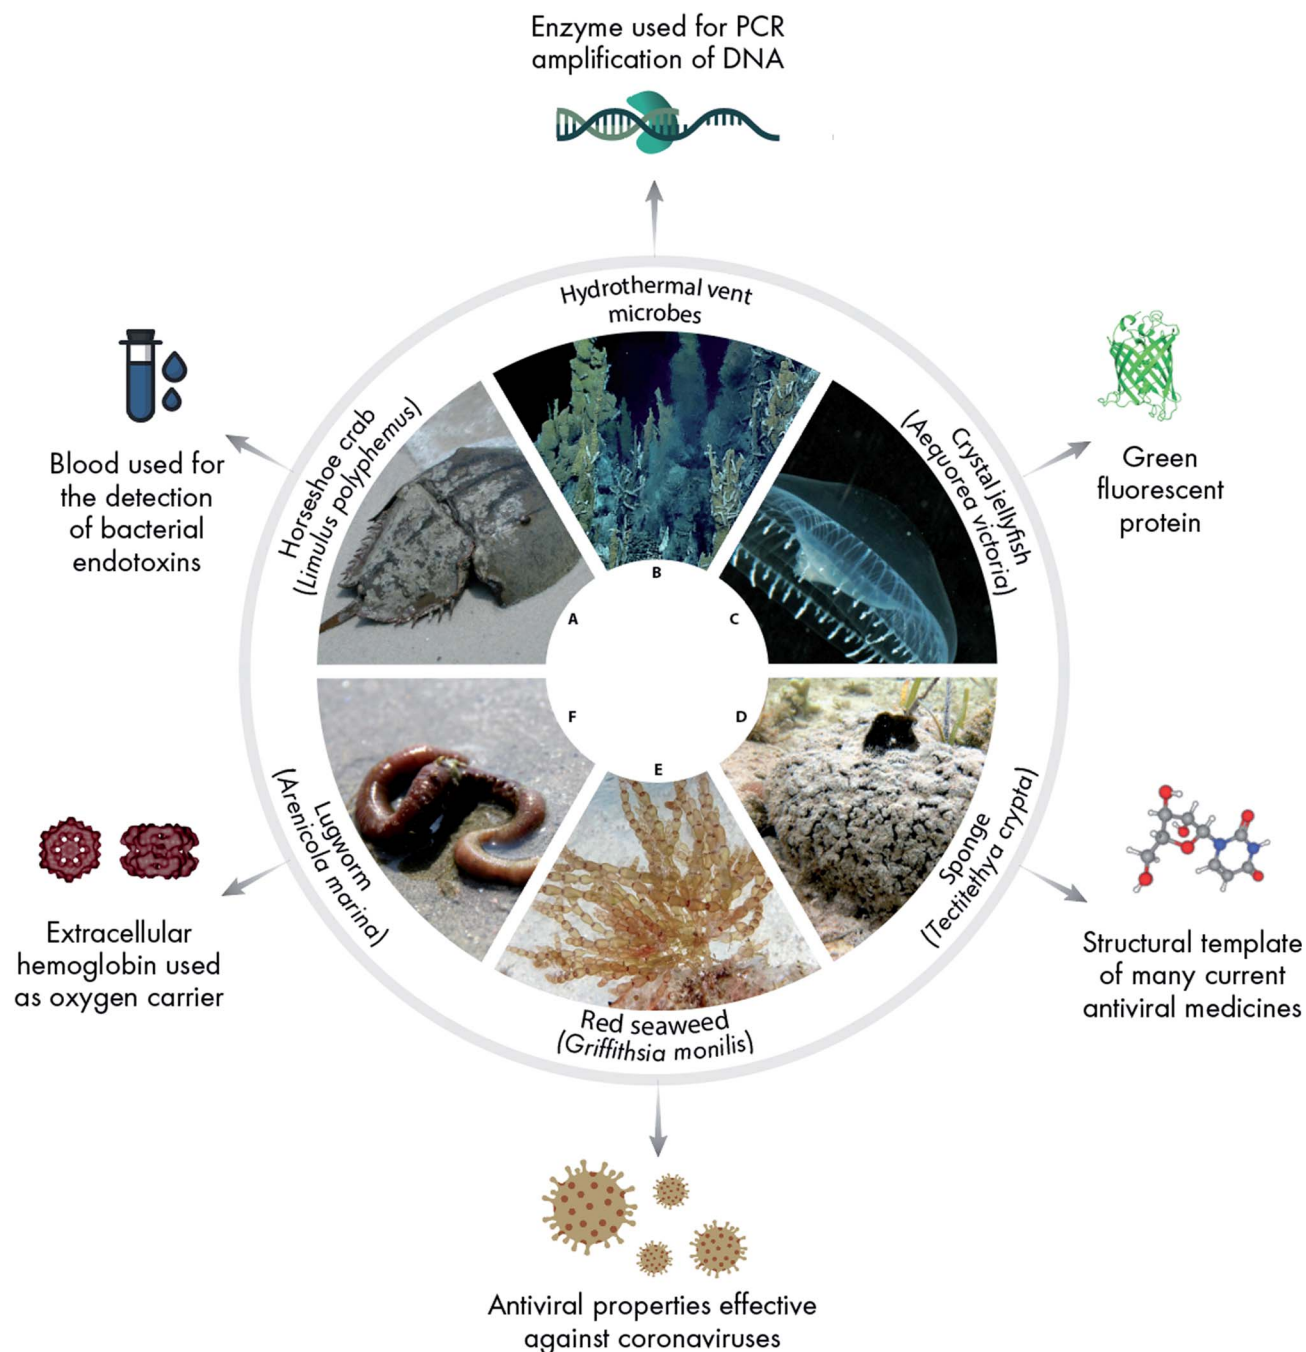 Enzyme used for PCR
amplification of DNA
Hydrothermal vent
microbes
Horseshoe crab
(Limulus polyphemus)
Crystal jellyfish
(Aequorea victoria)
Blood used for
the detection
of bacterial
endotoxins
Green
fluorescent
protein
B
A
C
F
D
E
Lugworm
(Arenicola marina)
Sponge
(Tectitethya crypta)
Extracellular
hemoglobin used
as oxygen carrier
Structural template
of many current
antiviral medicines
Red seaweed
(Griffithsia monilis)
Antiviral properties effective
against coronaviruses